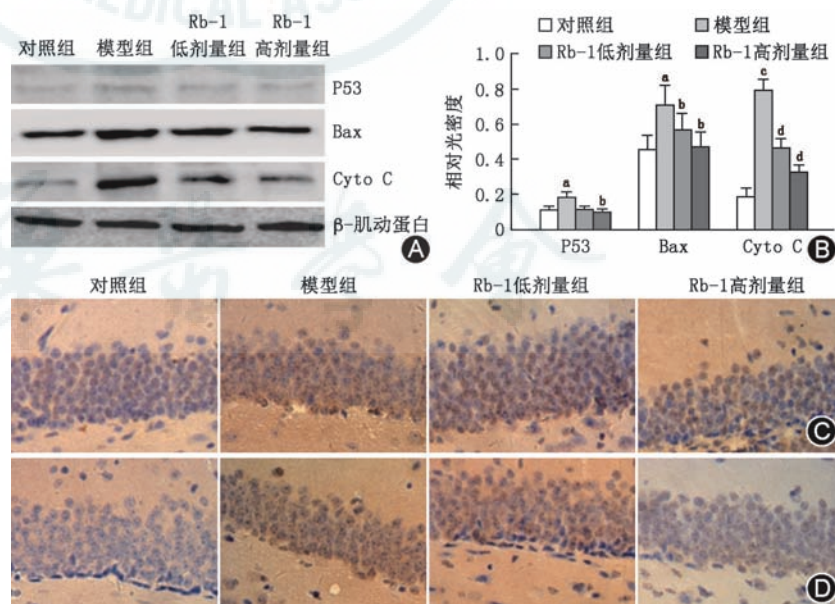 MEDICAL AS
Rb-1 Rb-1
对照组 模型组 低剂量组 高剂量组
P53
Bax
Cyto C
β-肌动蛋白
A
对照组 模型组
Rb-1低剂量组 Rb-1高剂量组
相对光密度
1.0
0.8
0.6
0.4
0.2
0
a
b
a
b
b
c
d
d
P53 Bax Cyto C
B
对照组 模型组 Rb-1低剂量组 Rb-1高剂量组
C
D